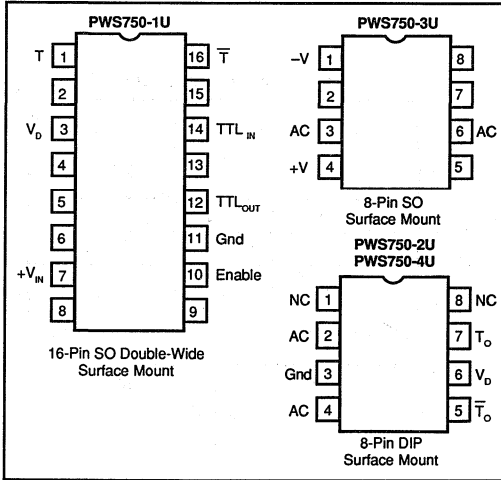 PWS750-1U
T 1 16 T̅
2 15
V_D 3 14 TTL_IN
4 13
5 12 TTL_OUT
6 11 Gnd
+V_IN 7 10 Enable
8 9
16-Pin SO Double-Wide
Surface Mount
PWS750-3U
–V 1 8
2 7
AC 3 6 AC
+V 4 5
8-Pin SO
Surface Mount
PWS750-2U
PWS750-4U
NC 1 8 NC
AC 2 7 T_O
Gnd 3 6 V_D
AC 4 5 T̅_O
8-Pin DIP
Surface Mount